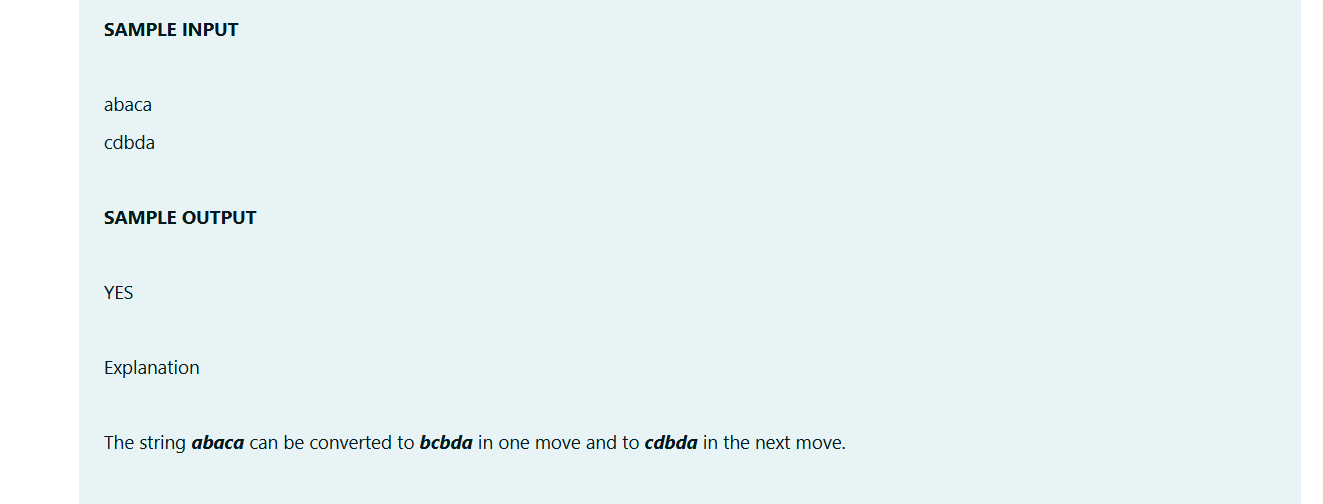 SAMPLE INPUT
abaca
cdbda
SAMPLE OUTPUT
YES
Explanation
The string abaca can be converted to bcbda in one move and to cdbda in the next move.